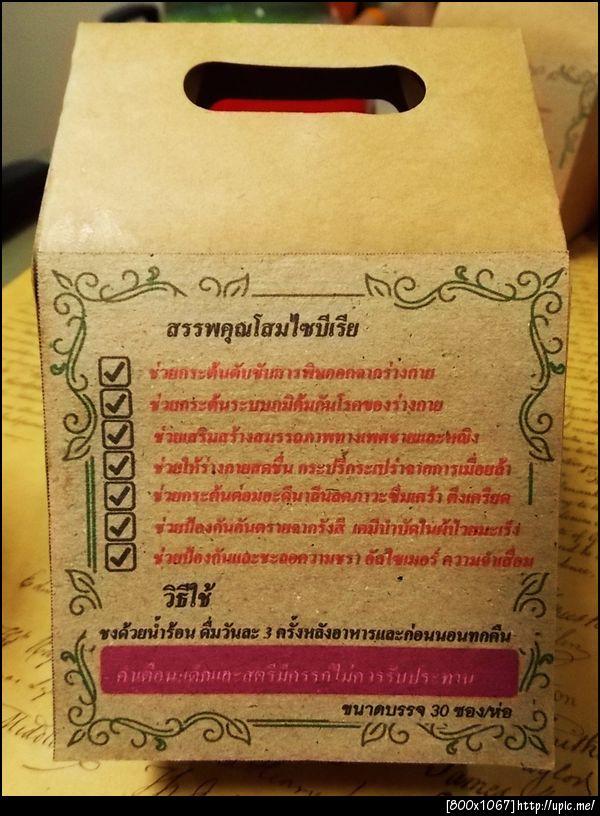 สรรพคุณโสมไซบีเรีย
ช่วยกระตุ้นตับขับสารพิษออกจากร่างกาย
ช่วยกระตุ้นระบบภูมิคุ้มกันโรคของร่างกาย
ช่วยเสริมสร้างสมรรถภาพทางเพศชายและหญิง
ช่วยให้ร่างกายสดชื่น กระปรี้กระเปร่าจากการเมื่อยล้า
ช่วยกระตุ้นต่อมอะดีนาลีนลดภาวะซึมเศร้า ตึงเครียด
ช่วยป้องกันอันตรายจากรังสี เคมีบำบัดในผู้ป่วยมะเร็ง
ช่วยป้องกันและชะลอความชรา อัลไซเมอร์ ความจำเสื่อม
วิธีใช้
ชงด้วยน้ำร้อน ดื่มวันละ 3 ครั้งหลังอาหารและก่อนนอนทุกคืน
คำเตือน:เด็กและสตรีมีครรภ์ไม่ควรรับประทาน
ขนาดบรรจุ 30 ซอง/ห่อ
[800x1067]http://upic.me/